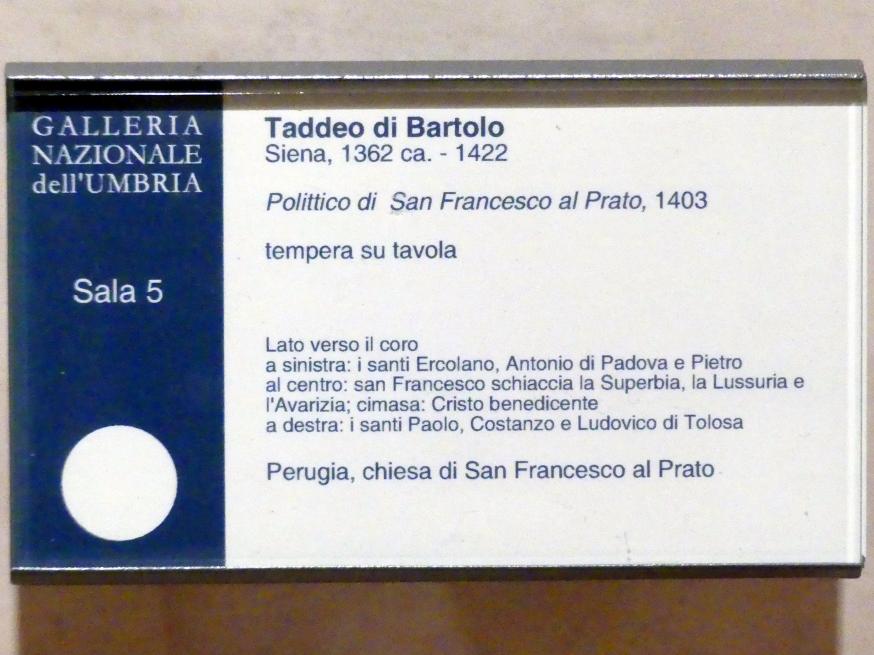 GALLERIA
NAZIONALE
dell'UMBRIA
Sala 5
Taddeo di Bartolo
Siena, 1362 ca. - 1422
Polittico di San Francesco al Prato, 1403
tempera su tavola
Lato verso il coro
a sinistra: i santi Ercolano, Antonio di Padova e Pietro
al centro: san Francesco schiaccia la Superbia, la Lussuria e
l'Avarizia; cimasa: Cristo benedicente
a destra: i santi Paolo, Costanzo e Ludovico di Tolosa
Perugia, chiesa di San Francesco al Prato